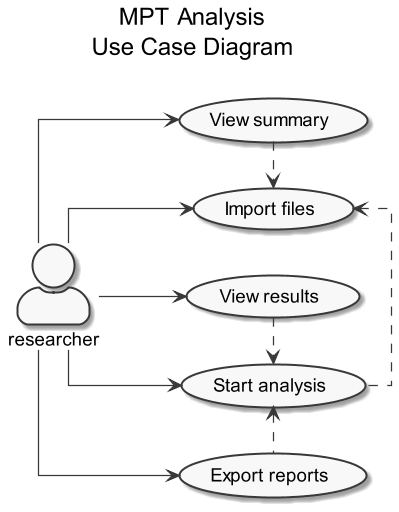 MPT Analysis
Use Case Diagram
View summary
Import files
View results
researcher
Start analysis
Export reports